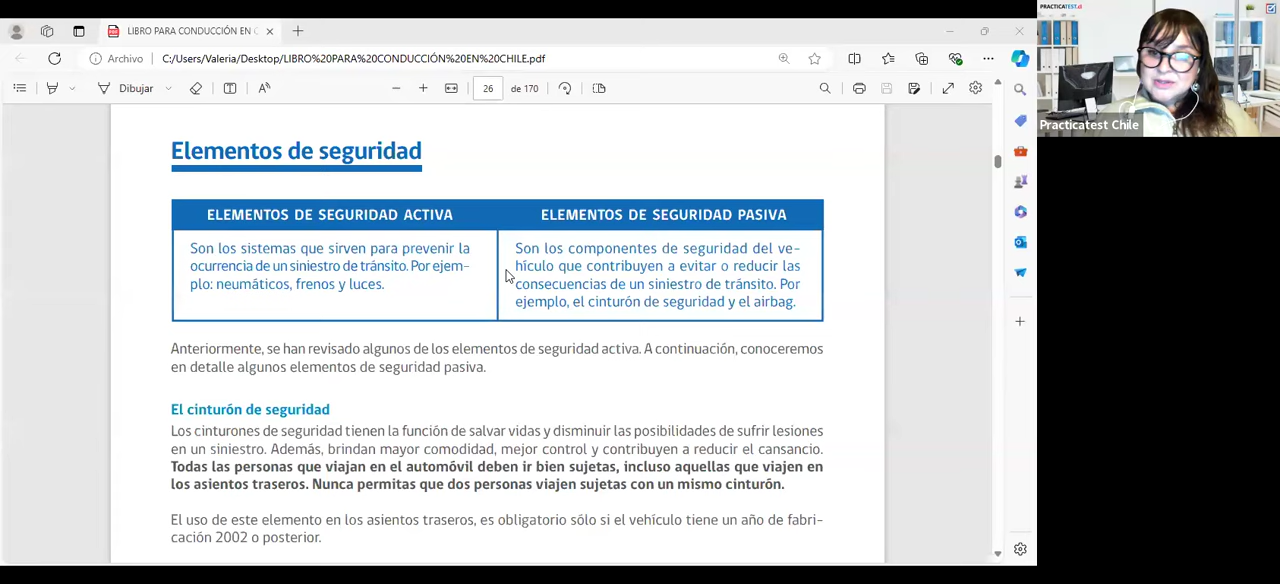 LIBRO PARA CONDUCCIÓN EN C
Archivo
C:/Users/Valeria/Desktop/LIBRO%20PARA%20CONDUCCIÓN%20EN%20CHILE.pdf
Dibujar
26
de 170
PRACTICATEST.cl
Practicatest Chile
Elementos de seguridad
ELEMENTOS DE SEGURIDAD ACTIVA
Son los sistemas que sirven para prevenir la
ocurrencia de un siniestro de tránsito. Por ejem-
plo: neumáticos, frenos y luces.
ELEMENTOS DE SEGURIDAD PASIVA
Son los componentes de seguridad del ve-
hículo que contribuyen a evitar o reducir las
consecuencias de un siniestro de tránsito. Por
ejemplo, el cinturón de seguridad y el airbag.
Anteriormente, se han revisado algunos de los elementos de seguridad activa. A continuación, conoceremos
en detalle algunos elementos de seguridad pasiva.
El cinturón de seguridad
Los cinturones de seguridad tienen la función de salvar vidas y disminuir las posibilidades de sufrir lesiones
en un siniestro. Además, brindan mayor comodidad, mejor control y contribuyen a reducir el cansancio.
Todas las personas que viajan en el automóvil deben ir bien sujetas, incluso aquellas que viajen en
los asientos traseros. Nunca permitas que dos personas viajen sujetas con un mismo cinturón.
El uso de este elemento en los asientos traseros, es obligatorio sólo si el vehículo tiene un año de fabri-
cación 2002 o posterior.